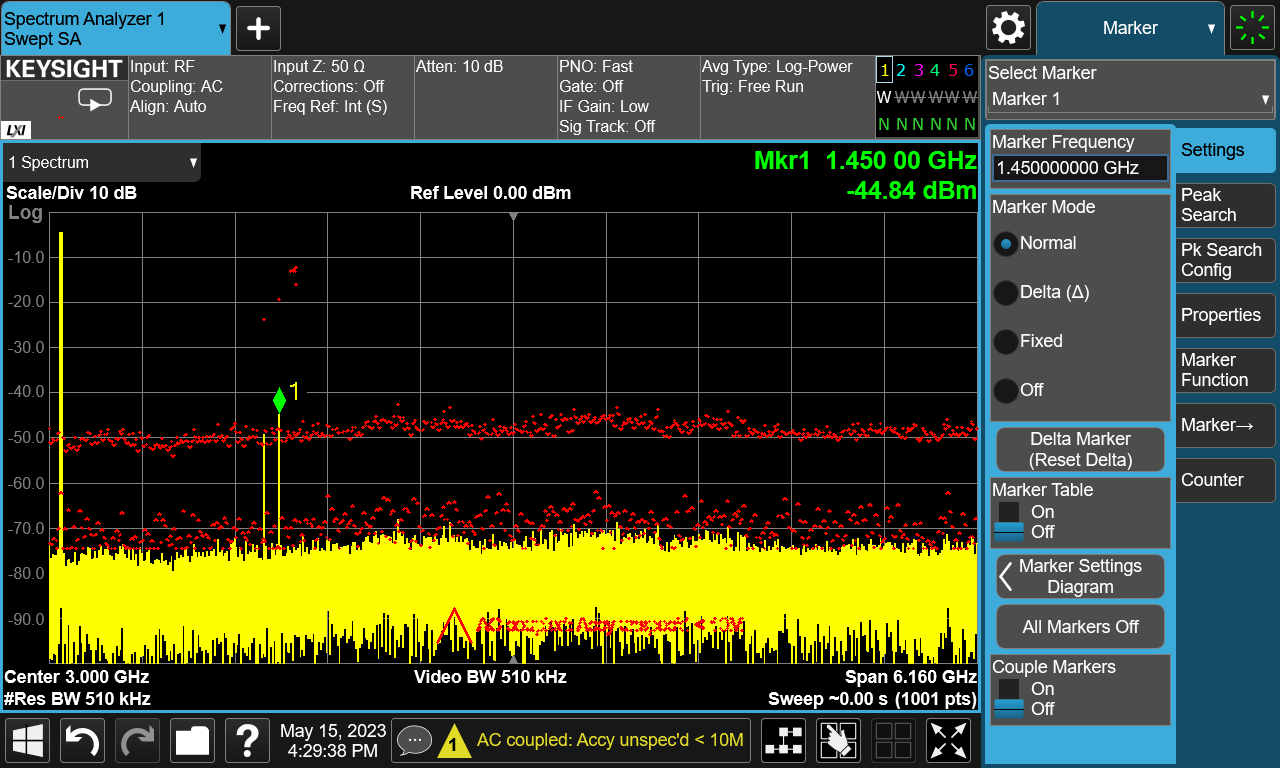 Spectrum Analyzer 1
Swept SA
Marker
KEYSIGHT
LXI
Input: RF
Coupling: AC
Align: Auto
Input Z: 50 Ω
Corrections: Off
Freq Ref: Int (S)
Atten: 10 dB
PNO: Fast
Gate: Off
IF Gain: Low
Sig Track: Off
Avg Type: Log-Power
Trig: Free Run
1 2 3 4 5 6
W W W W W W
N N N N N N
1 Spectrum
Mkr1 1.450 00 GHz
-44.84 dBm
Scale/Div 10 dB
Ref Level 0.00 dBm
Log
-10.0
-20.0
-30.0
-40.0
-50.0
-60.0
-70.0
-80.0
-90.0
1
Center 3.000 GHz
Video BW 510 kHz
Span 6.160 GHz
#Res BW 510 kHz
Sweep ~0.00 s (1001 pts)
Select Marker
Marker 1
Marker Frequency
1.450000000 GHz
Marker Mode
Normal
Delta (Δ)
Fixed
Off
Delta Marker
(Reset Delta)
Marker Table
On
Off
Marker Settings
Diagram
All Markers Off
Couple Markers
On
Off
Settings
Peak
Search
Pk Search
Config
Properties
Marker
Function
Marker→
Counter
?
May 15, 2023
4:29:38 PM
1
AC coupled: Accy unspec'd < 10M